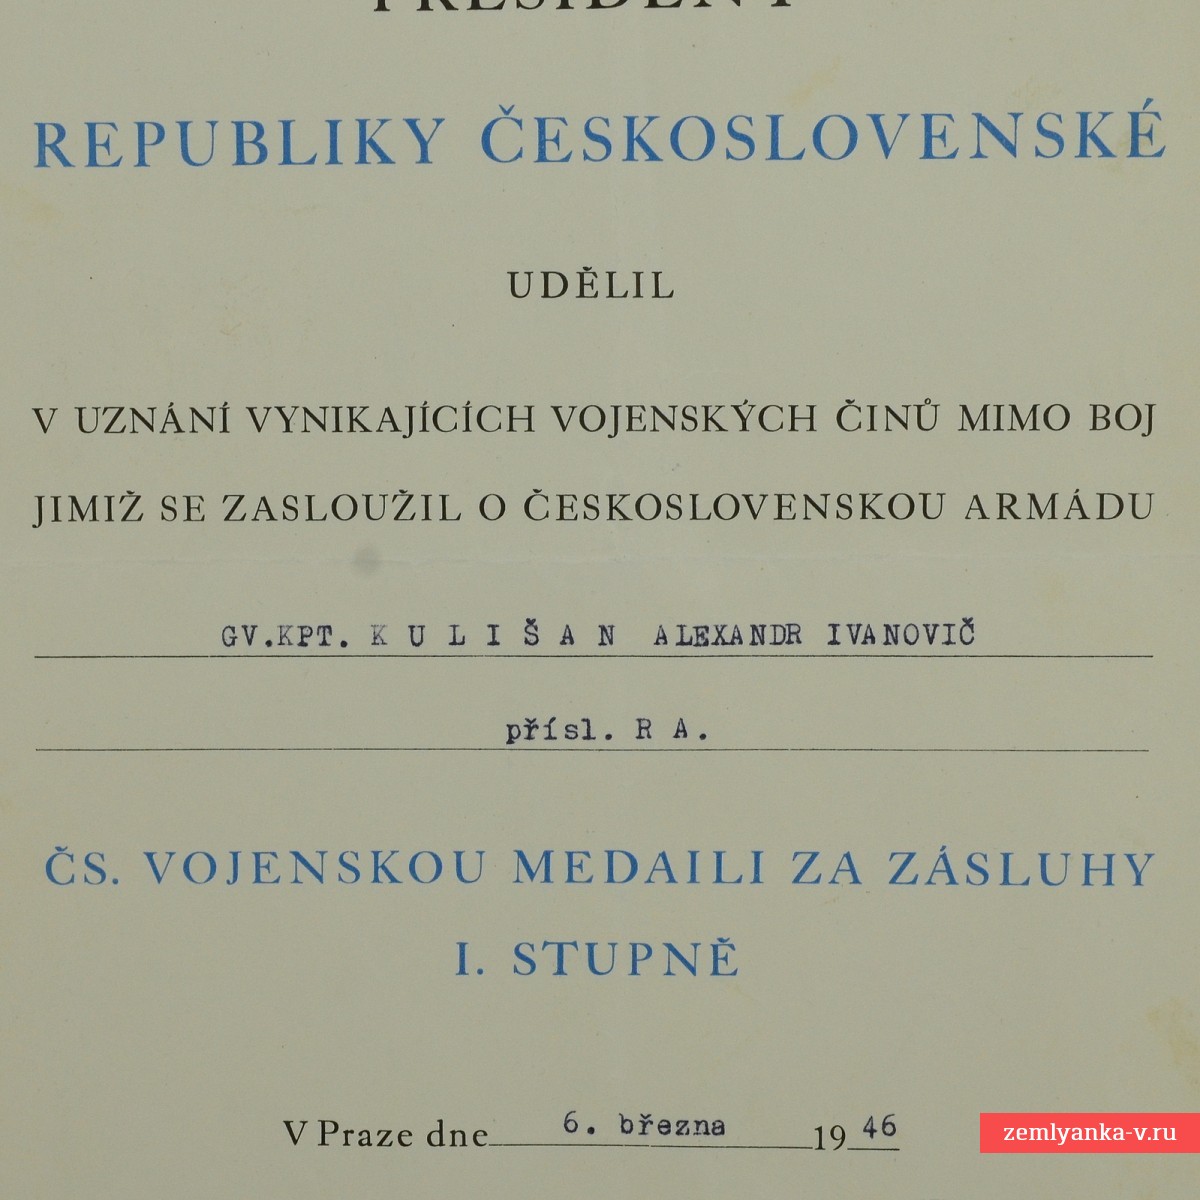 PRESIDENT
REPUBLIKY ČESKOSLOVENSKÉ
UDĚLIL
V UZNÁNÍ VYNIKAJÍCÍCH VOJENSKÝCH ČINŮ MIMO BOJ
JIMIŽ SE ZASLOUŽIL O ČESKOSLOVENSKOU ARMÁDU
GV.KPT. K U L I Š A N ALEXANDR IVANOVIČ
přísl. R A .
ČS. VOJENSKOU MEDAILI ZA ZÁSLUHY
I. STUPNĚ
V Praze dne 6. března 1946
zemlyanka-v.ru